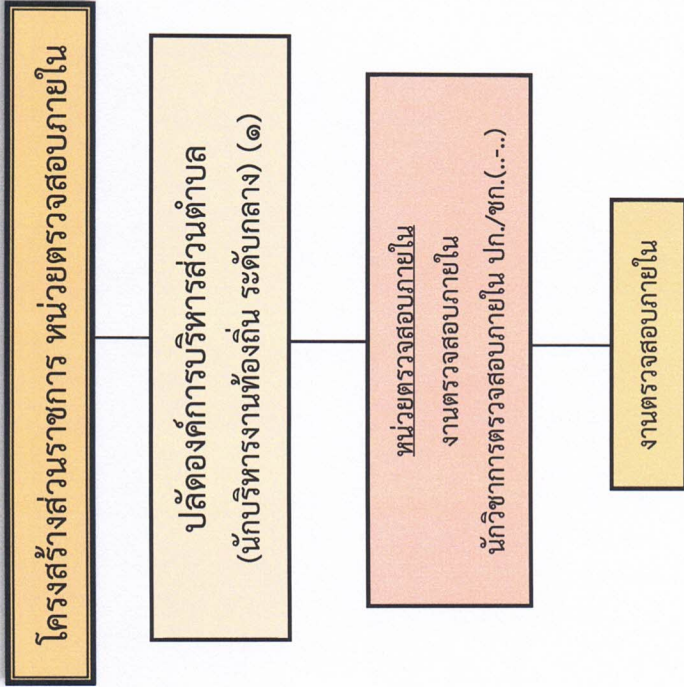 โครงสร้างส่วนราชการ หน่วยตรวจสอบภายใน
ปลัดองค์การบริหารส่วนตำบล
(นักบริหารงานท้องถิ่น ระดับกลาง) (๑)
หน่วยตรวจสอบภายใน
งานตรวจสอบภายใน
นักวิชาการตรวจสอบภายใน ปก./ชก.(..-..)
งานตรวจสอบภายใน